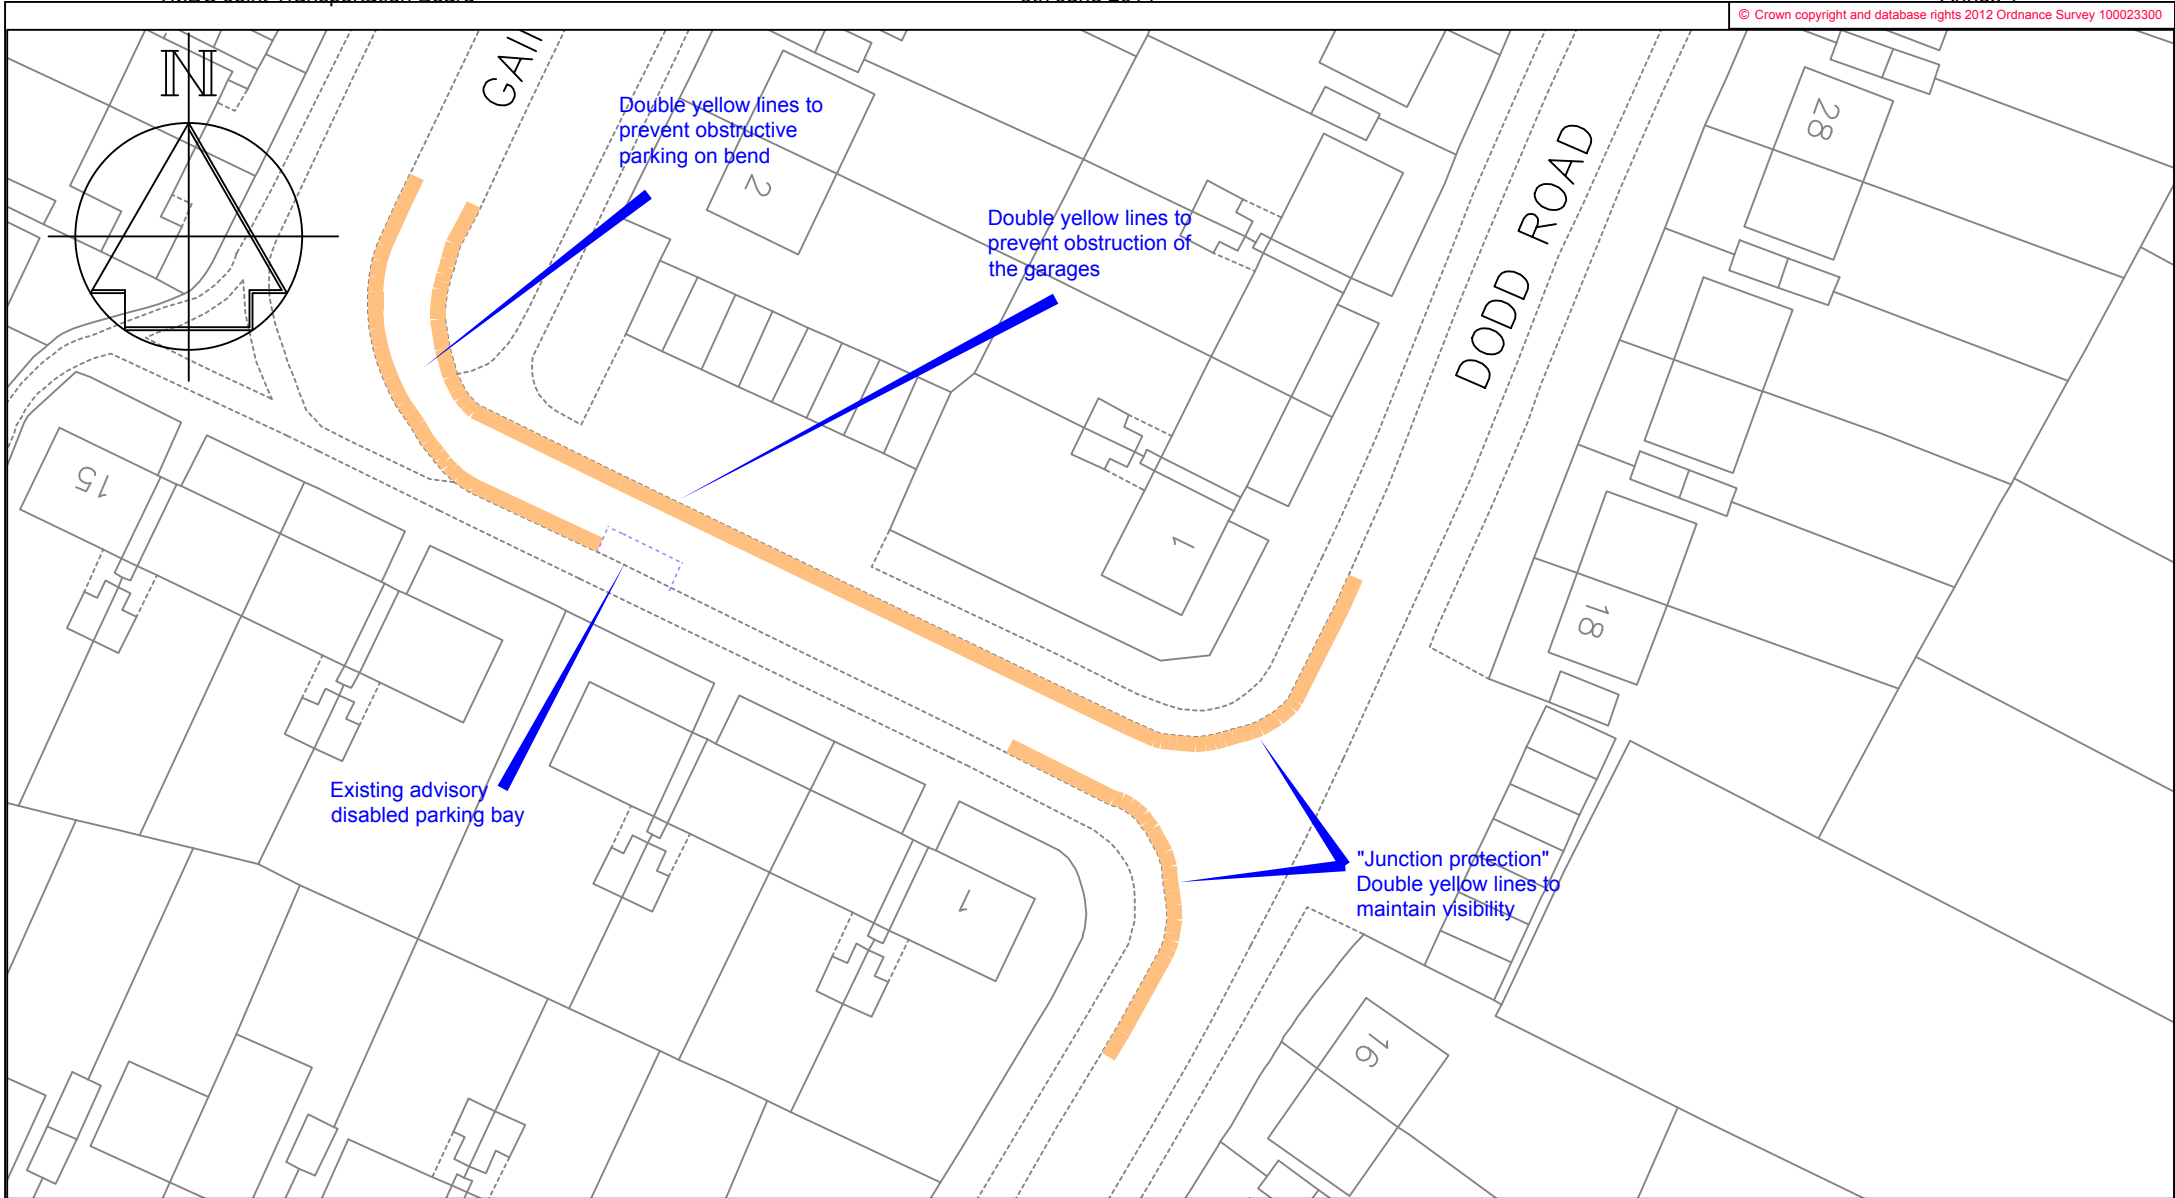 © Crown copyright and database rights 2012 Ordnance Survey 100023300
N
Double yellow lines to
prevent obstructive
parking on bend
2
Double yellow lines to
prevent obstruction of
the garages
DODD ROAD
28
15
1
18
Existing advisory
disabled parking bay
1
"Junction protection"
Double yellow lines to
maintain visibility
16